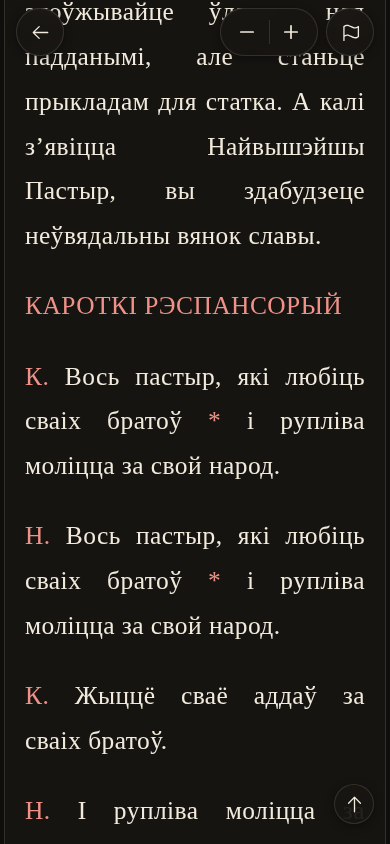 падданымі, але станьце
прыкладам для статка. А калі
з’явіцца Найвышэйшы
Пастыр, вы здабудзеце
неўвядальны вянок славы.
КАРОТКІ РЭСПАНСОРЫЙ
К. Вось пастыр, які любіць
сваіх братоў * і рупліва
моліцца за свой народ.
Н. Вось пастыр, які любіць
сваіх братоў * і рупліва
моліцца за свой народ.
К. Жыццё сваё аддаў за
сваіх братоў.
Н. І рупліва моліцца за